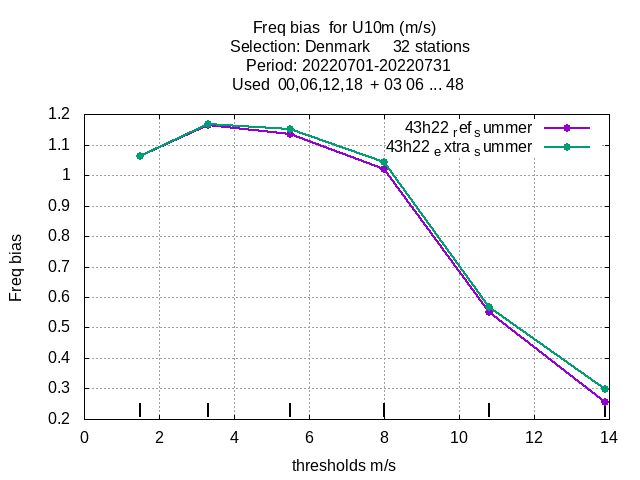 Freq bias  for U10m (m/s)
Selection: Denmark     32 stations
Period: 20220701-20220731
Used  00,06,12,18  + 03 06 ... 48
43h22 ref summer
43h22 extra summer
Freq bias
1.2
1.1
1
0.9
0.8
0.7
0.6
0.5
0.4
0.3
0.2
0 2 4 6 8 10 12 14
thresholds m/s